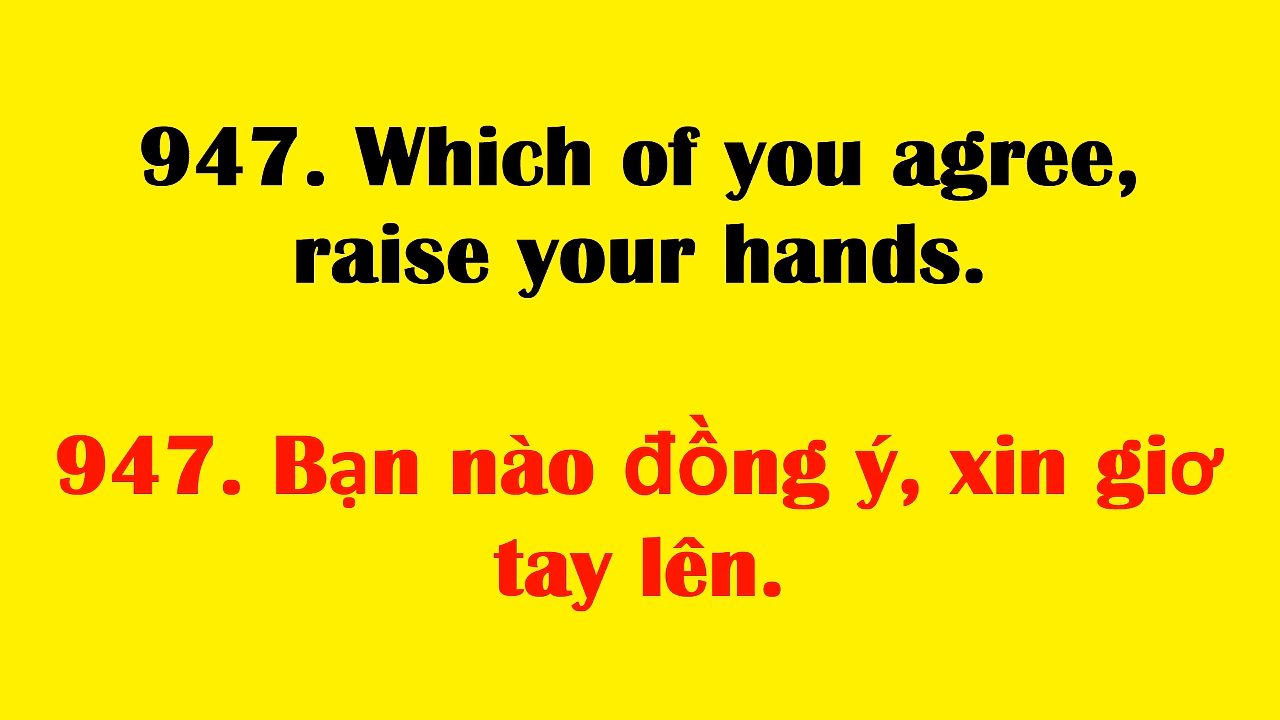 947. Which of you agree,
raise your hands.
947. Bạn nào đồng ý, xin giơ
tay lên.